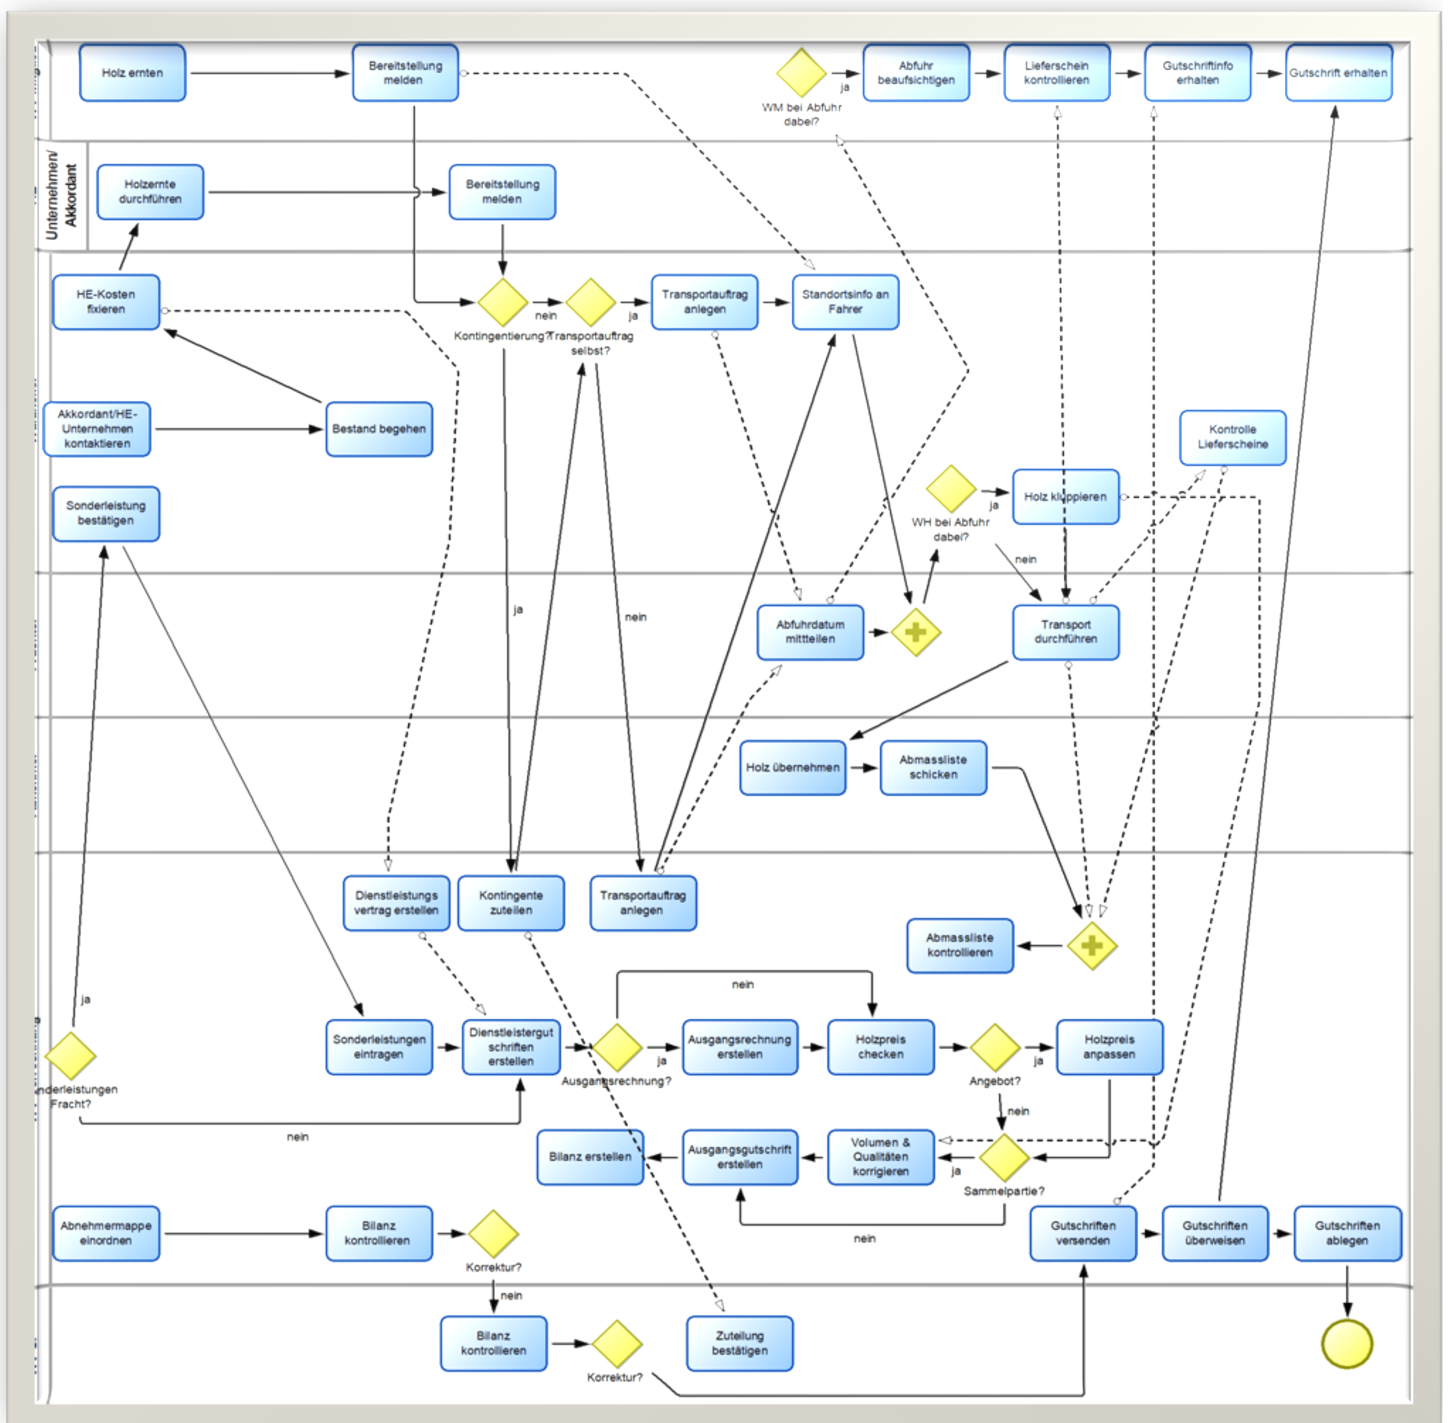 Holz ernten
Bereitstellung
melden
WM bei Abfuhr
dabei?
ja
Abfuhr
beaufsichtigen
Lieferschein
kontrollieren
Gutschriftinfo
erhalten
Gutschrift erhalten
Unternehmen/
Akkordant
Holzernte
durchführen
Bereitstellung
melden
HE-Kosten
fixieren
Kontingentierung?
nein
Transportauftrag
selbst?
ja
Transportauftrag
anlegen
Standortsinfo an
Fahrer
Akkordant/HE-
Unternehmen
kontaktieren
Bestand begehen
Kontrolle
Lieferscheine
Sonderleistung
bestätigen
WH bei Abfuhr
dabei?
ja
Holz kluppieren
nein
ja
nein
Abfuhrdatum
mittteilen
Transport
durchführen
Holz übernehmen
Abmassliste
schicken
Dienstleistungs
vertrag erstellen
Kontingente
zuteilen
Transportauftrag
anlegen
Abmassliste
kontrollieren
ja
nderleistungen
Fracht?
nein
Sonderleistungen
eintragen
Dienstleistergut
schriften
erstellen
Ausgangsrechnung?
nein
ja
Ausgangsrechnung
erstellen
Holzpreis
checken
Angebot?
ja
Holzpreis
anpassen
nein
Bilanz erstellen
Ausgangsgutschrift
erstellen
Volumen &
Qualitäten
korrigieren
ja
Sammelpartie?
nein
Abnehmermappe
einordnen
Bilanz
kontrollieren
Korrektur?
nein
Gutschriften
versenden
Gutschriften
überweisen
Gutschriften
ablegen
Bilanz
kontrollieren
Korrektur?
Zuteilung
bestätigen